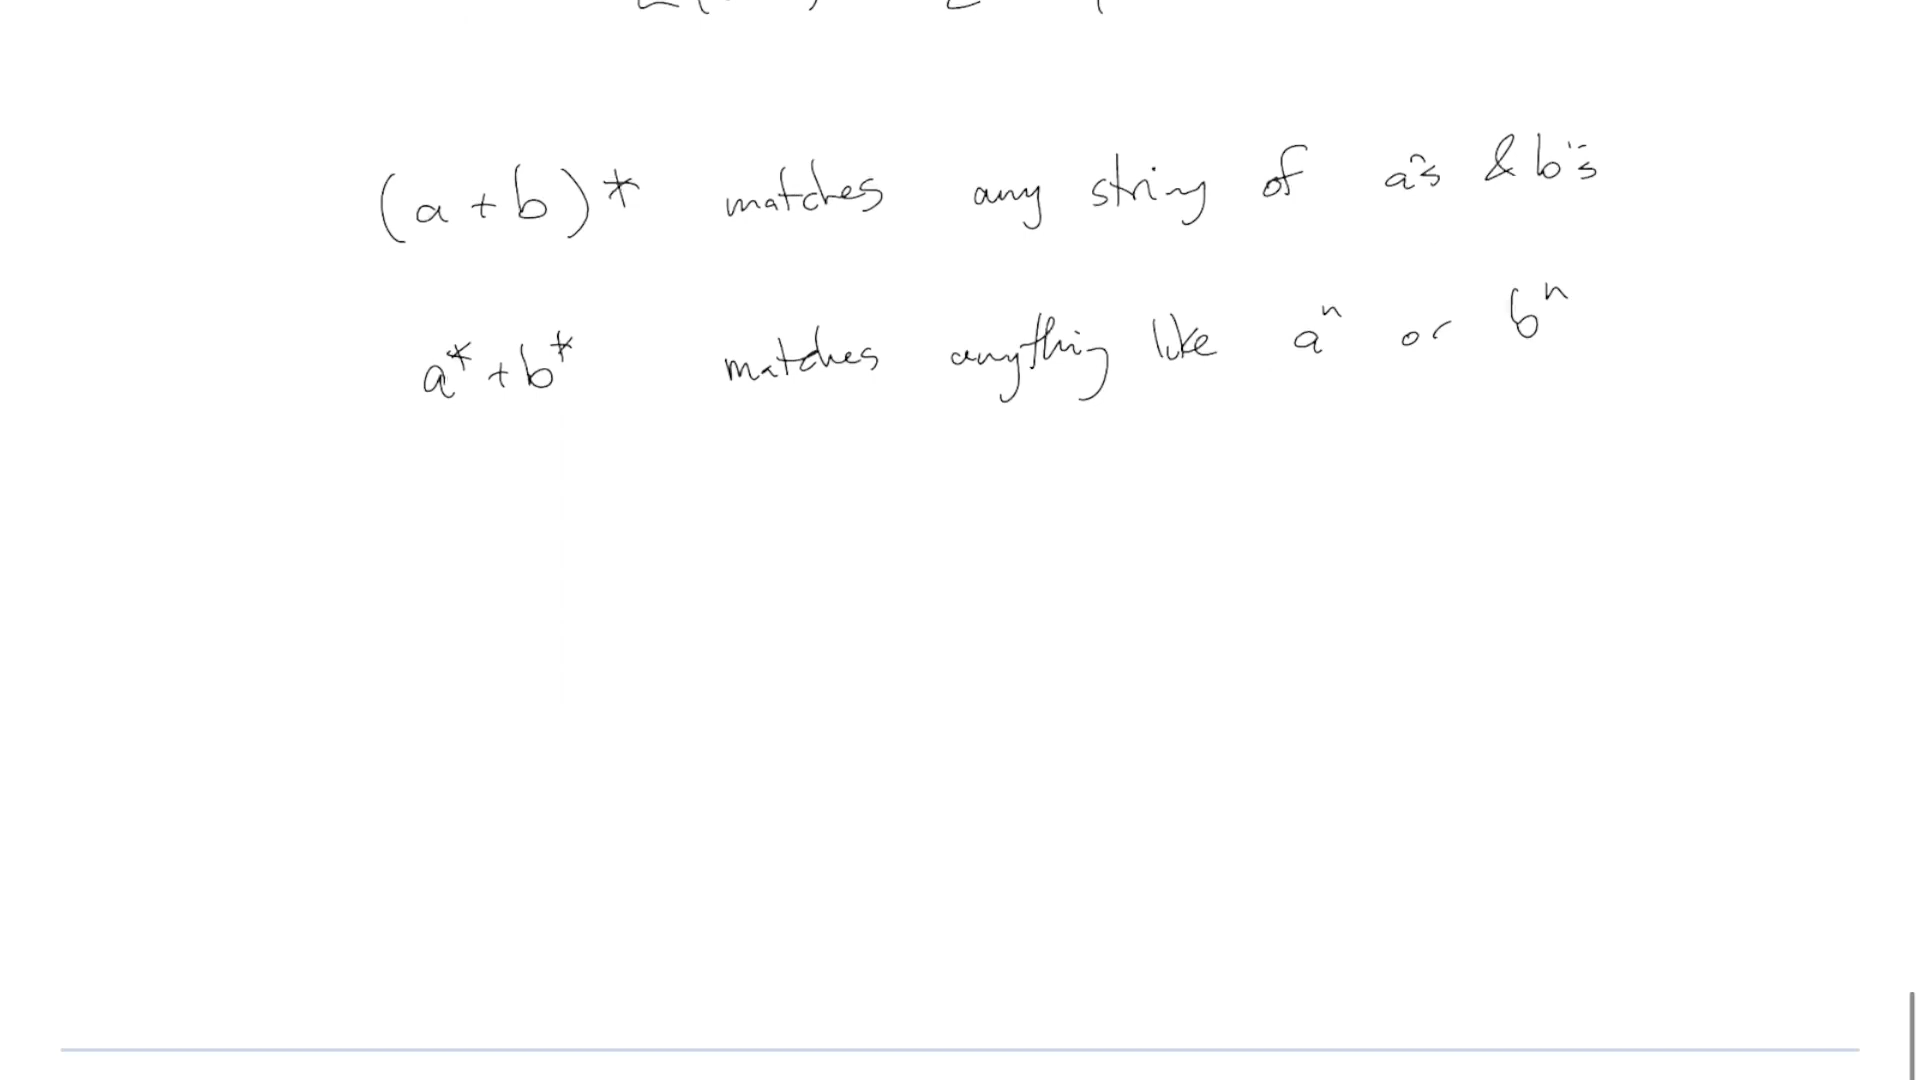 (a+b)* matches any string of a's & b's
a* + b* matches anything like aⁿ or bⁿ